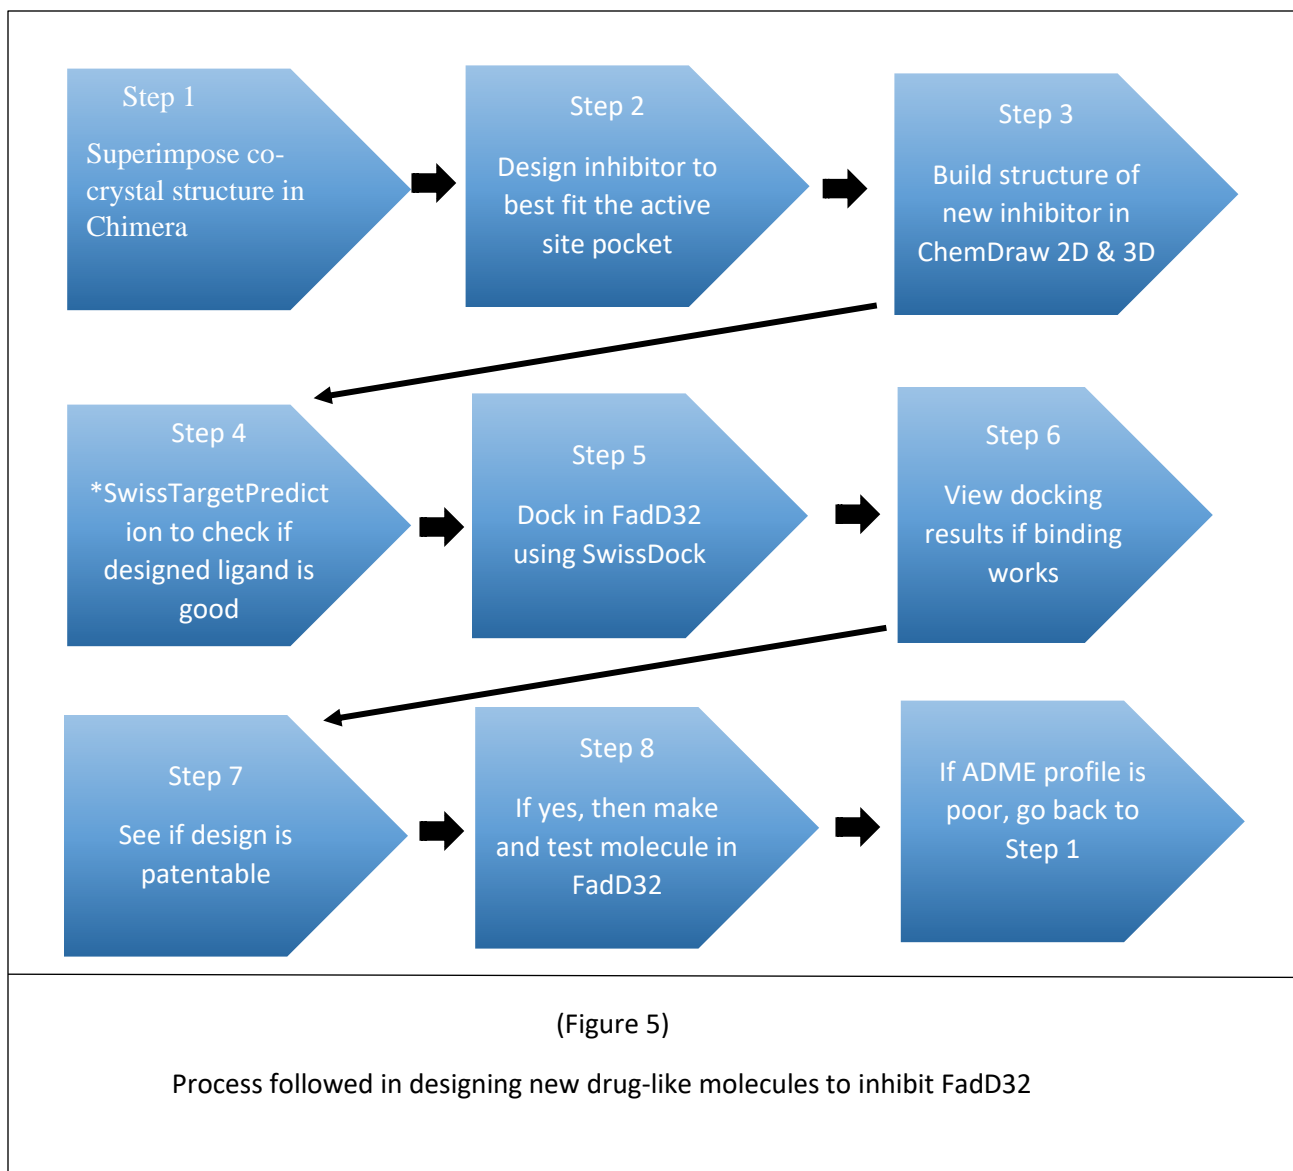 Step 1
Superimpose co-
crystal structure in
Chimera
Step 2
Design inhibitor to
best fit the active
site pocket
Step 3
Build structure of
new inhibitor in
ChemDraw 2D & 3D
Step 4
*SwissTargetPredict
ion to check if
designed ligand is
good
Step 5
Dock in FadD32
using SwissDock
Step 6
View docking
results if binding
works
Step 7
See if design is
patentable
Step 8
If yes, then make
and test molecule in
FadD32
If ADME profile is
poor, go back to
Step 1
(Figure 5)
Process followed in designing new drug-like molecules to inhibit FadD32